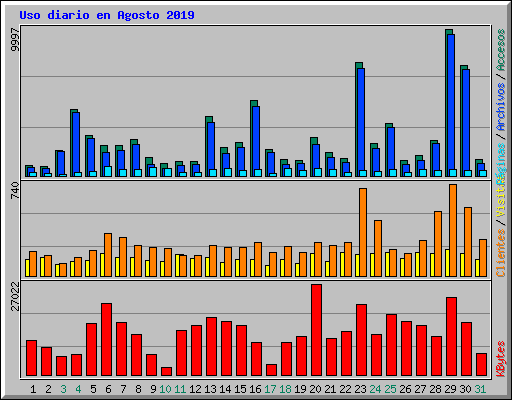 Uso diario en Agosto 2019
9997
740
27022
Accesos / Archivos / Páginas
Clientes / Visitas
KBytes
1 2 3 4 5 6 7 8 9 10 11 12 13 14 15 16 17 18 19 20 21 22 23 24 25 26 27 28 29 30 31